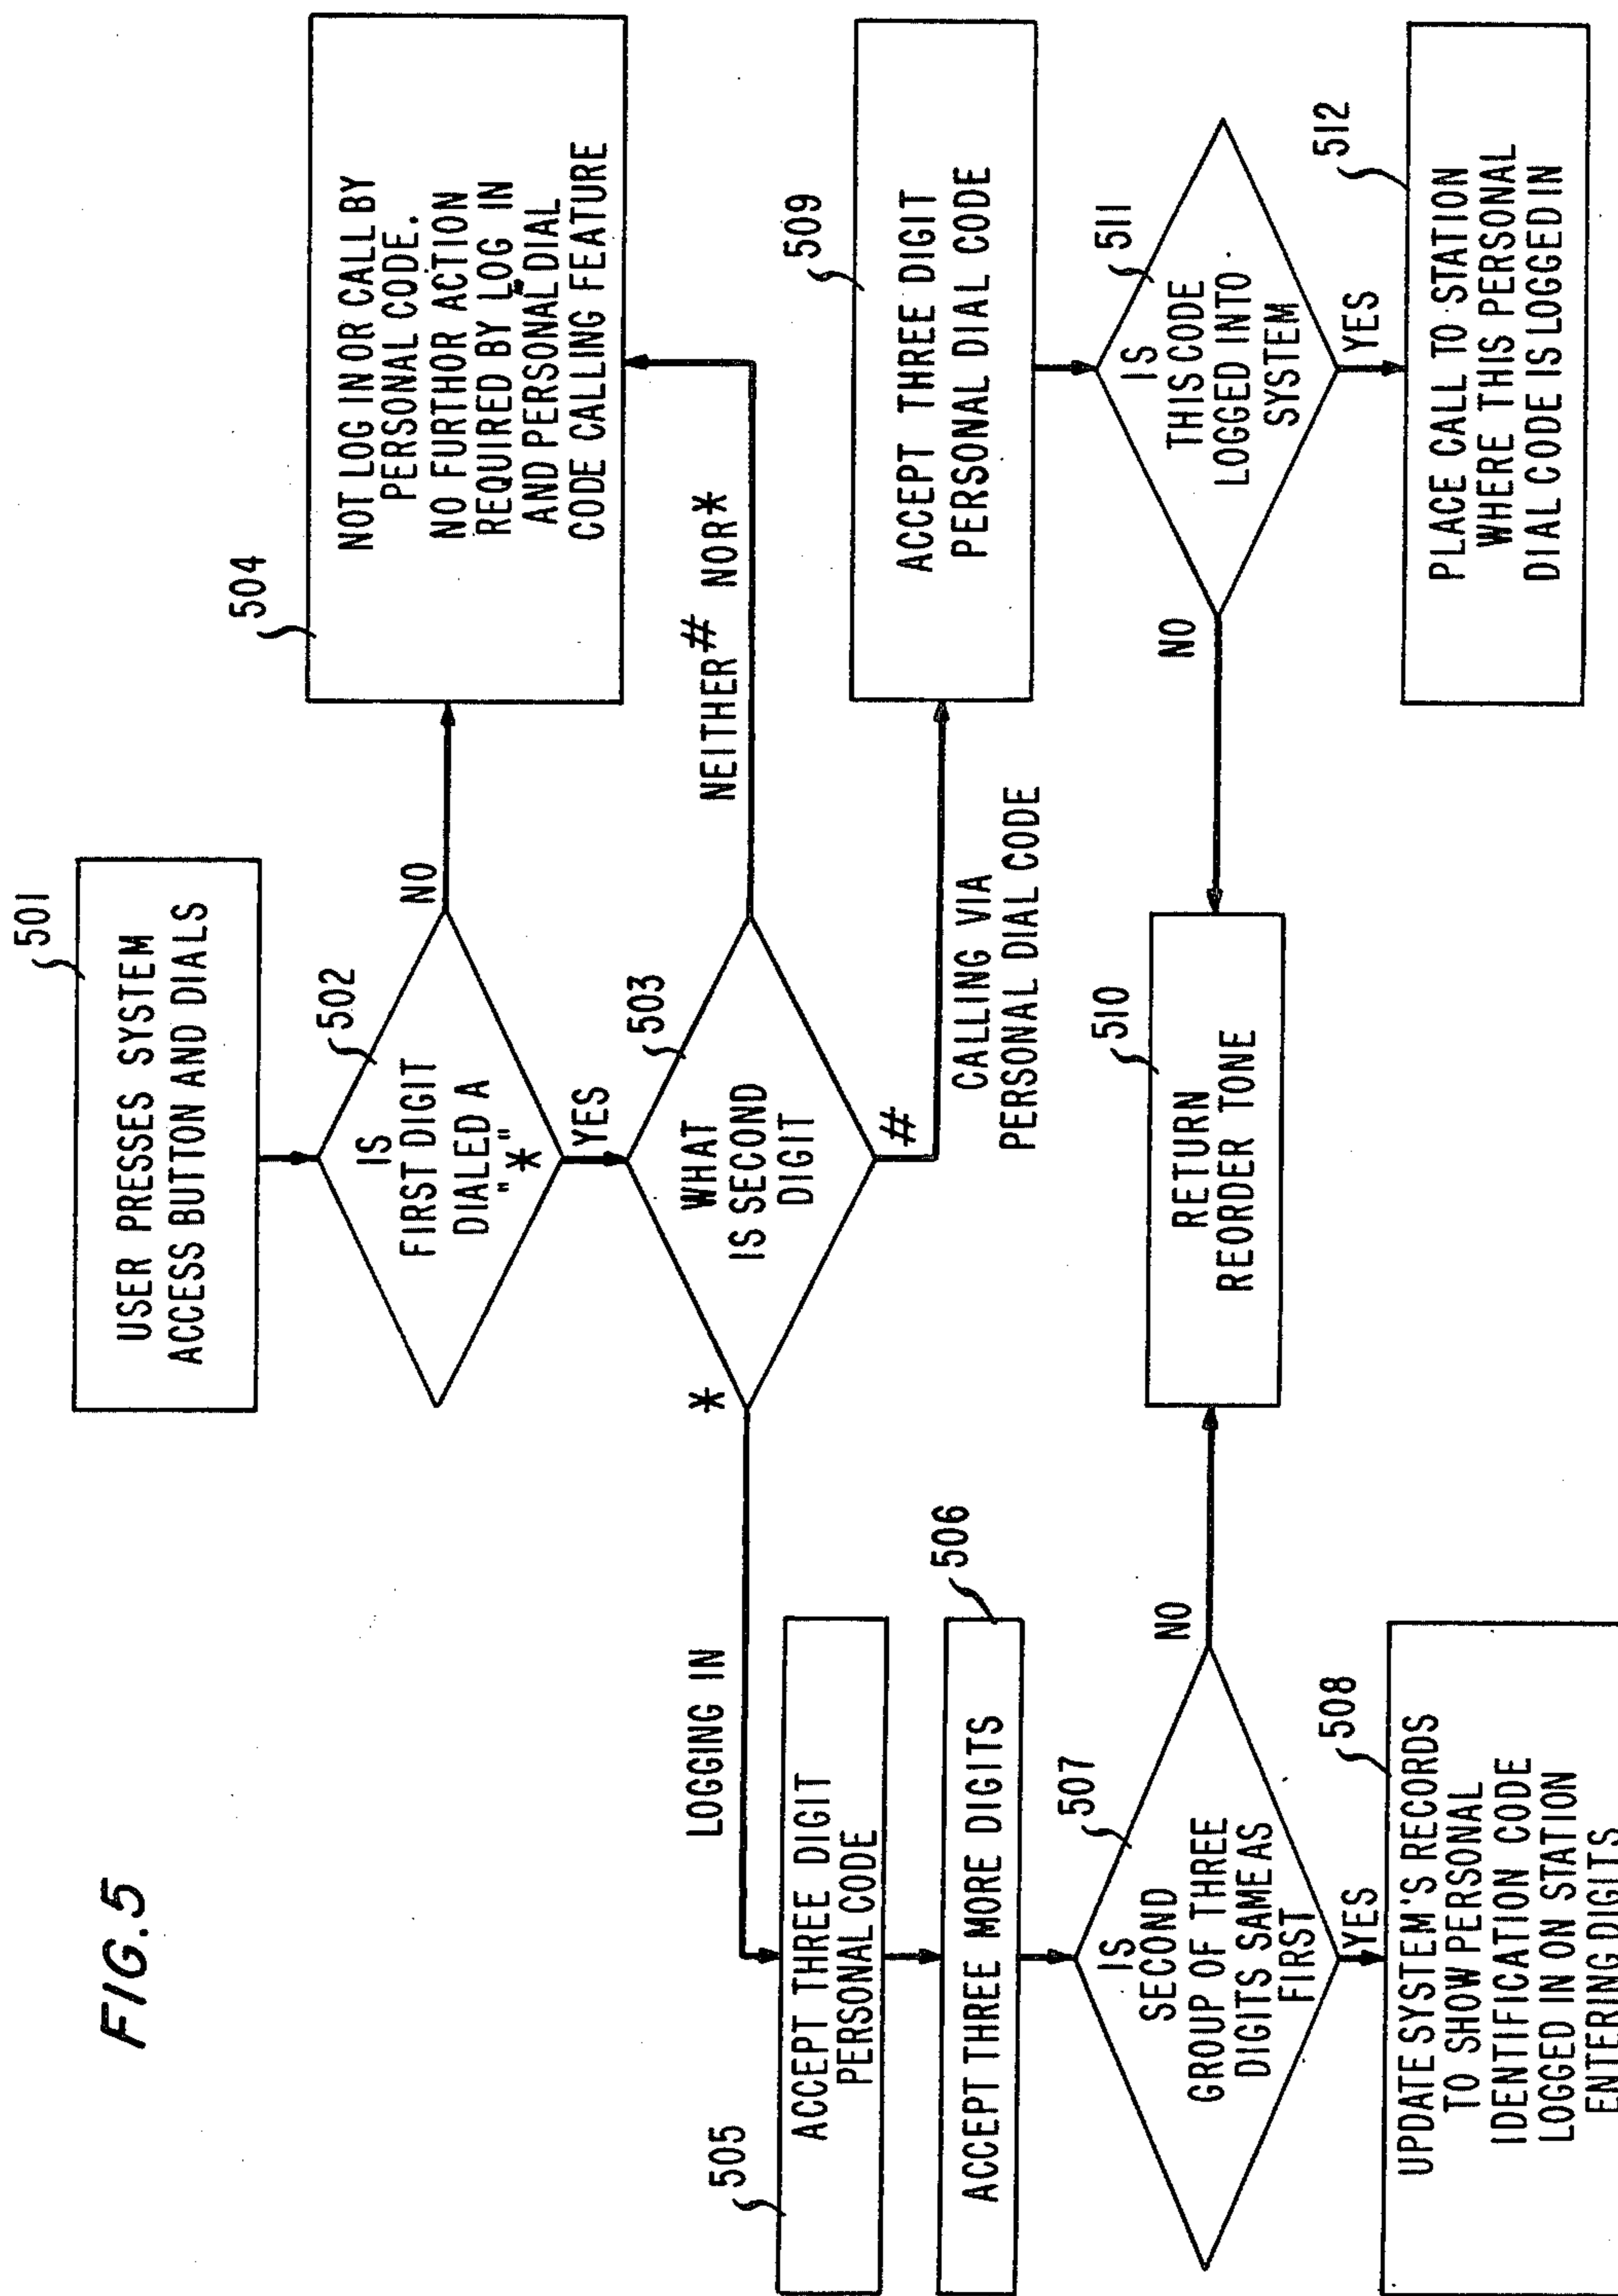 FIG.5
501
USER PRESSES SYSTEM
ACCESS BUTTON AND DIALS
502
IS
FIRST DIGIT
DIALED A
"*"
NO
YES
504
NOT LOG IN OR CALL BY
PERSONAL CODE.
NO FURTHOR ACTION
REQUIRED BY LOG IN
AND PERSONAL DIAL
CODE CALLING FEATURE
503
WHAT
IS SECOND
DIGIT
NEITHER # NOR *
*
#
LOGGING IN
CALLING VIA
PERSONAL DIAL CODE
505
ACCEPT THREE DIGIT
PERSONAL CODE
506
ACCEPT THREE MORE DIGITS
507
IS
SECOND
GROUP OF THREE
DIGITS SAME AS
FIRST
NO
YES
508
UPDATE SYSTEM'S RECORDS
TO SHOW PERSONAL
IDENTIFICATION CODE
LOGGED IN ON STATION
ENTERING DIGITS
510
RETURN
REORDER TONE
509
ACCEPT THREE DIGIT
PERSONAL DIAL CODE
511
IS
THIS CODE
LOGGED INTO
SYSTEM
NO
YES
512
PLACE CALL TO STATION
WHERE THIS PERSONAL
DIAL CODE IS LOGGED IN